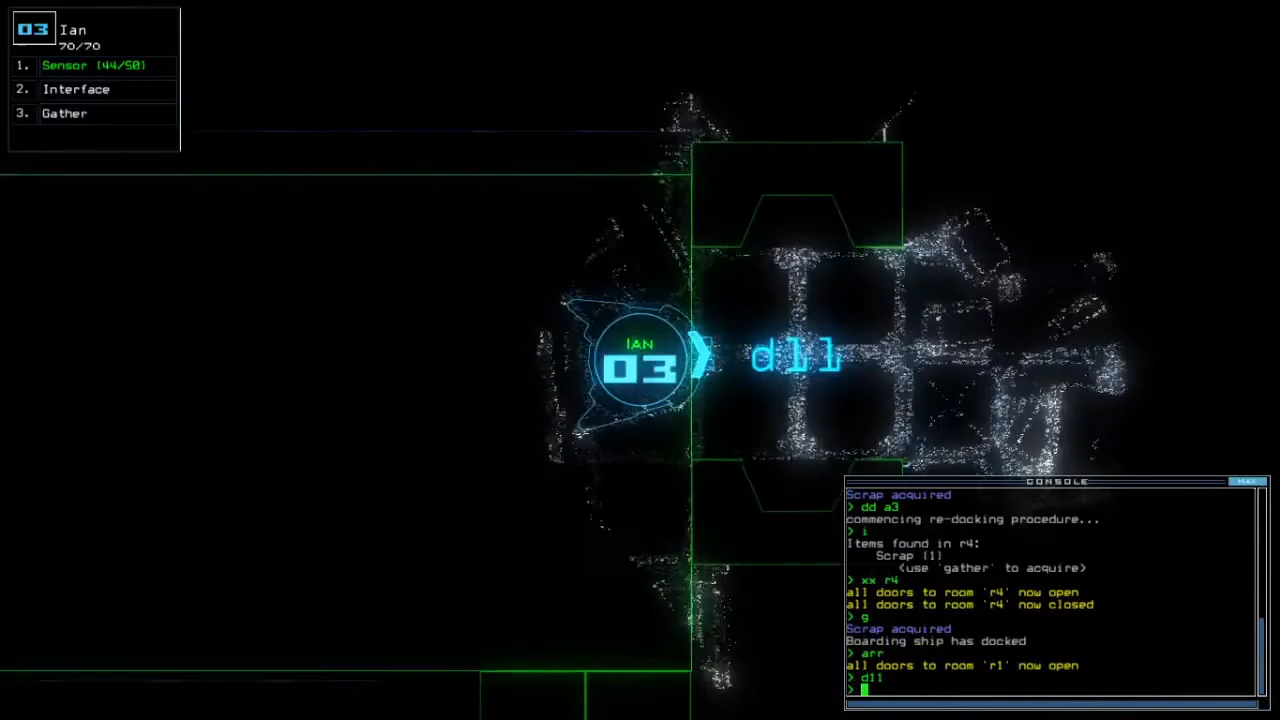 03 Ian
70/70
1. Sensor (44/50)
2. Interface
3. Gather
IAN
03
dll
CONSOLE
MAX
Scrap acquired
> dd a3
commencing re-docking procedure...
> i
Items found in r4:
Scrap (1)
<use 'gather' to acquire>
> xx r4
all doors to room 'r4' now open
all doors to room 'r4' now closed
> g
Scrap acquired
Boarding ship has docked
> arr
all doors to room 'r1' now open
> dll
>